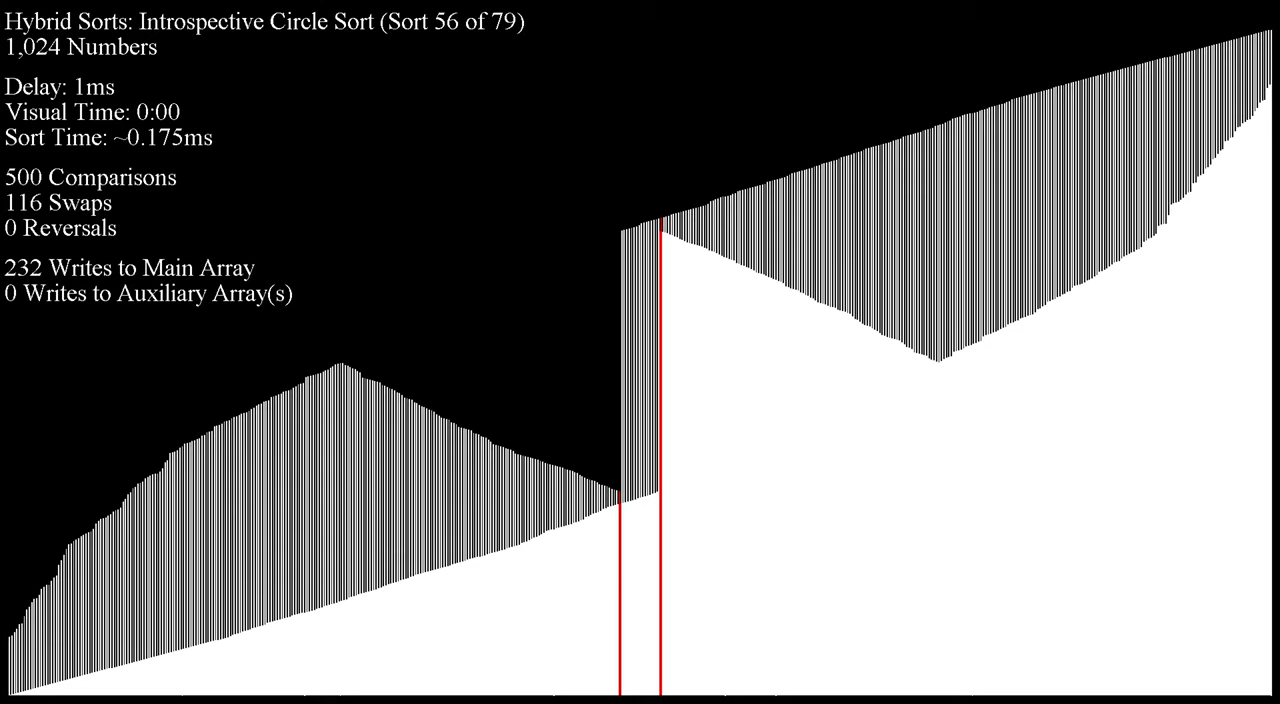 Hybrid Sorts: Introspective Circle Sort (Sort 56 of 79)
1,024 Numbers
Delay: 1ms
Visual Time: 0:00
Sort Time: ~0.175ms
500 Comparisons
116 Swaps
0 Reversals
232 Writes to Main Array
0 Writes to Auxiliary Array(s)